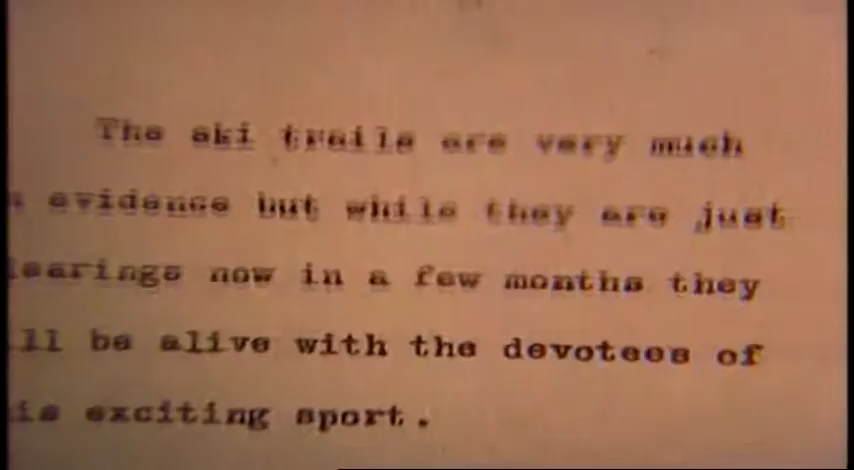 The ski trails are very much
evidence but while they are just
learings now in a few months they
ll be alive with the devotees of
is exciting sport.